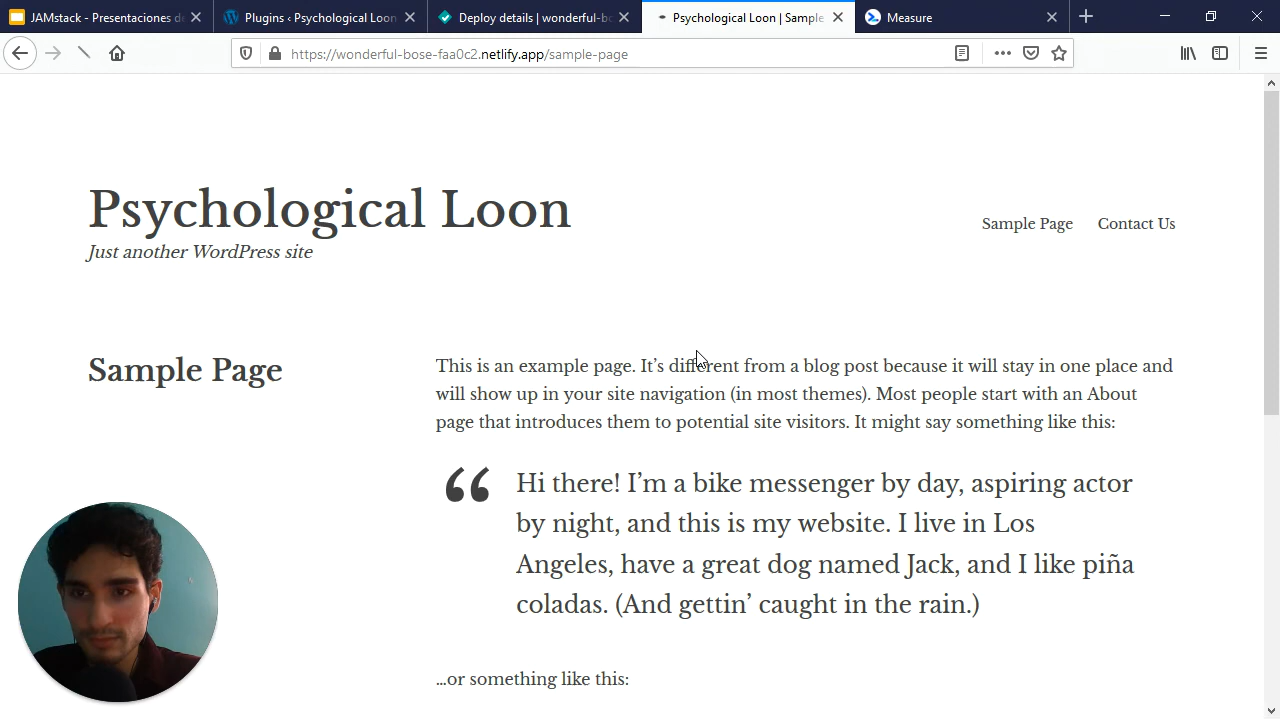 JAMstack - Presentaciones d
Plugins ‹ Psychological Loon
Deploy details | wonderful-bo
Psychological Loon | Sample
Measure
https://wonderful-bose-faa0c2.netlify.app/sample-page
Psychological Loon
Just another WordPress site
Sample Page
Contact Us
Sample Page
This is an example page. It’s different from a blog post because it will stay in one place and
will show up in your site navigation (in most themes). Most people start with an About
page that introduces them to potential site visitors. It might say something like this:
“
Hi there! I’m a bike messenger by day, aspiring actor
by night, and this is my website. I live in Los
Angeles, have a great dog named Jack, and I like piña
coladas. (And gettin’ caught in the rain.)
…or something like this: